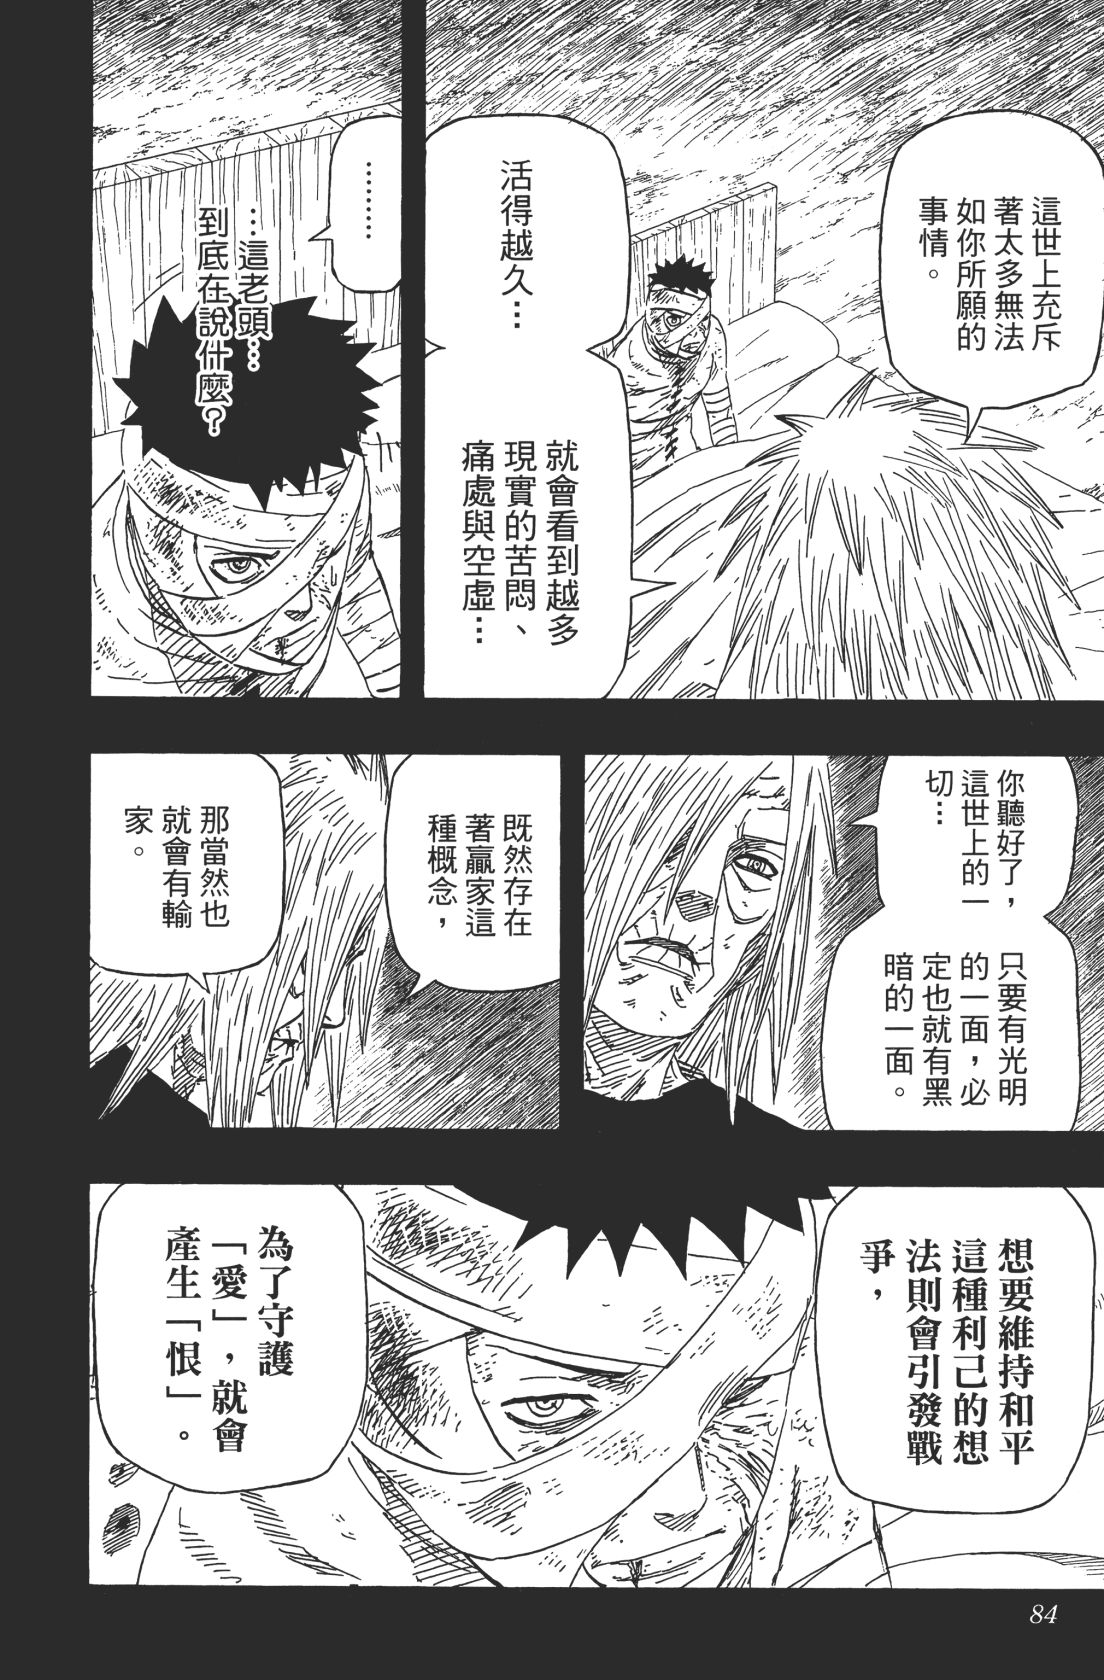 這世上充斥
著太多無法
如你所願的
事情。
活得越久…
就會看到越多
現實的苦悶、
痛處與空虛…
………
…這老頭…
到底在說什麼？
你聽好了，
這世上的一
切…
只要有光明
的一面，必
定也就有黑
暗的一面。
既然存在
著贏家這
種概念，
那當然也
就會有輸
家。
想要維持和平
這種利己的想
法則會引發戰
爭，
為了守護
「愛」，就會
產生「恨」。
84